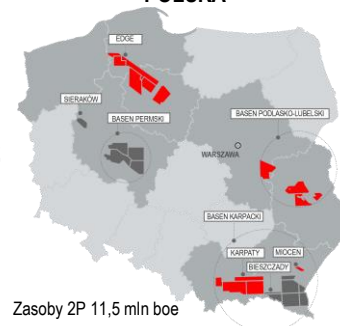 POLSKA
EDGE
SIERAKÓW
BASEN PERMSKI
BASEN PODLASKO-LUBELSKI
WARSZAWA
BASEN KARPACKI
KARPATY
MIOCEN
BIESZCZADY
Zasoby 2P 11,5 mln boe